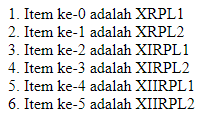 1. Item ke-0 adalah XRPL1
2. Item ke-1 adalah XRPL2
3. Item ke-2 adalah XIRPL1
4. Item ke-3 adalah XIRPL2
5. Item ke-4 adalah XIIRPL1
6. Item ke-5 adalah XIIRPL2